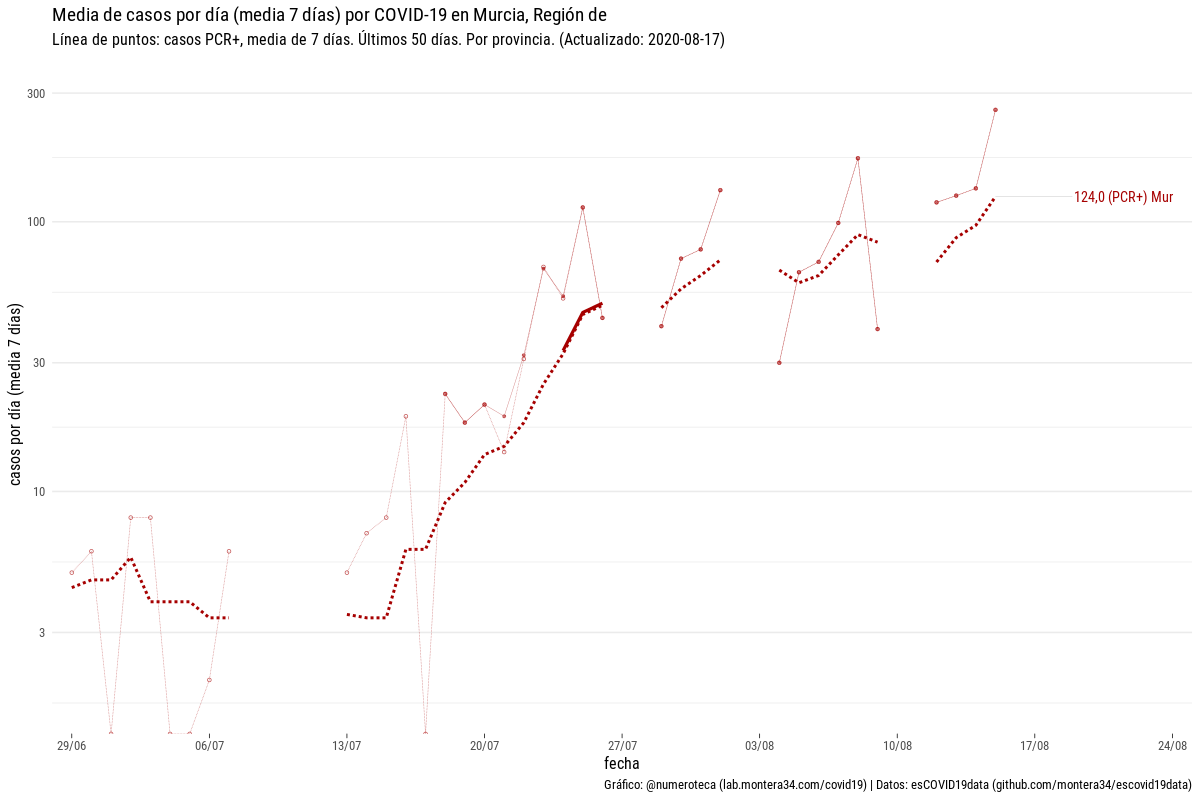 Media de casos por día (media 7 días) por COVID-19 en Murcia, Región de
Línea de puntos: casos PCR+, media de 7 días. Últimos 50 días. Por provincia. (Actualizado: 2020-08-17)
casos por día (media 7 días)
300
100
30
10
3
124,0 (PCR+) Mur
29/06
06/07
13/07
20/07
27/07
03/08
10/08
17/08
24/08
fecha
Gráfico: @numeroteca (lab.montera34.com/covid19) | Datos: esCOVID19data (github.com/montera34/escovid19data)